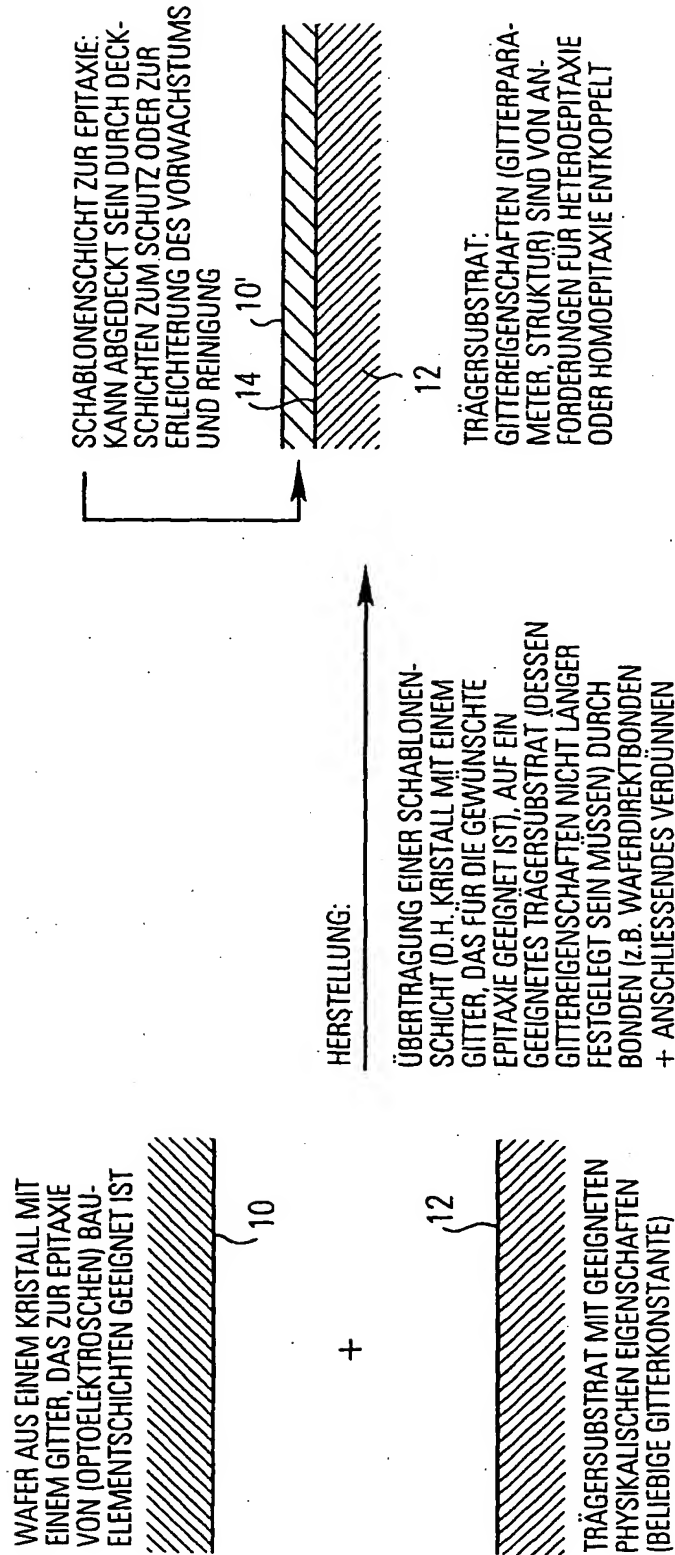 WAFER AUS EINEM KRISTALL MIT
EINEM GITTER, DAS ZUR EPITAXIE
VON (OPTOELEKTROSCHEN) BAU-
ELEMENTSCHICHTEN GEEIGNET IST
10
+
12
TRÄGERSUBSTRAT MIT GEEIGNETEN
PHYSIKALISCHEN EIGENSCHAFTEN
(BELIEBIGE GITTERKONSTANTE)
HERSTELLUNG:
ÜBERTRAGUNG EINER SCHABLONEN-
SCHICHT (D.H. KRISTALL MIT EINEM
GITTER, DAS FÜR DIE GEWÜNSCHTE
EPITAXIE GEEIGNET IST), AUF EIN
GEEIGNETES TRÄGERSUBSTRAT (DESSEN
GITTEREIGENSCHAFTEN NICHT LÄNGER
FESTGELEGT SEIN MÜSSEN) DURCH
BONDEN (z.B. WAFERDIREKTBONDEN
+ ANSCHLIESSENDES VERDÜNNEN
SCHABLONENSCHICHT ZUR EPITAXIE:
KANN ABGEDECKT SEIN DURCH DECK-
SCHICHTEN ZUM SCHUTZ ODER ZUR
ERLEICHTERUNG DES VORWACHSTUMS
UND REINIGUNG
14
10'
12
TRÄGERSUBSTRAT:
GITTEREIGENSCHAFTEN (GITTERPARA-
METER, STRUKTUR) SIND VON AN-
FORDERUNGEN FÜR HETEROEPITAXIE
ODER HOMOEPITAXIE ENTKOPPELT